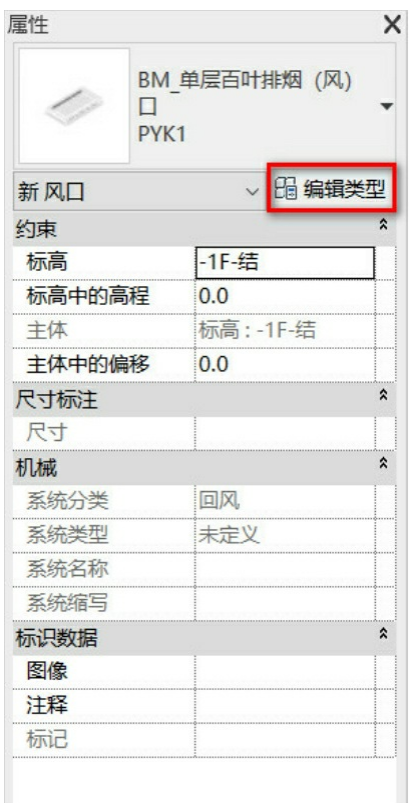 属性
BM_单层百叶排烟（风）
口
PYK1
新 风口 编辑类型
约束
标高 -1F-结
标高中的高程 0.0
主体 标高：-1F-结
主体中的偏移 0.0
尺寸标注
尺寸
机械
系统分类 回风
系统类型 未定义
系统名称
系统缩写
标识数据
图像
注释
标记